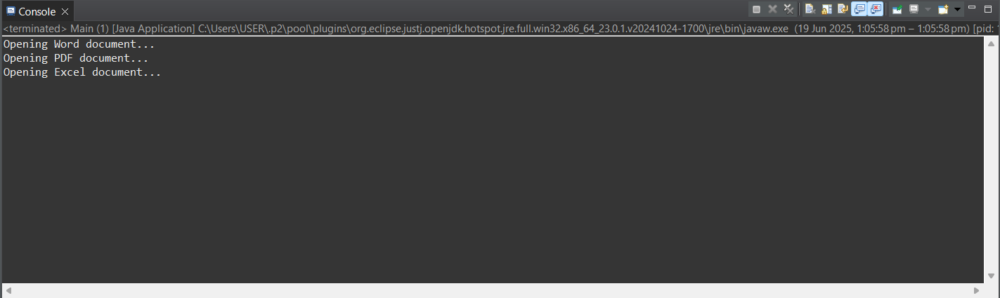 Console
<terminated> Main (1) [Java Application] C:\Users\USER\.p2\pool\plugins\org.eclipse.justj.openjdk.hotspot.jre.full.win32.x86_64_23.0.1.v20241024-1700\jre\bin\javaw.exe (19 Jun 2025, 1:05:58 pm – 1:05:58 pm) [pid:
Opening Word document...
Opening PDF document...
Opening Excel document...